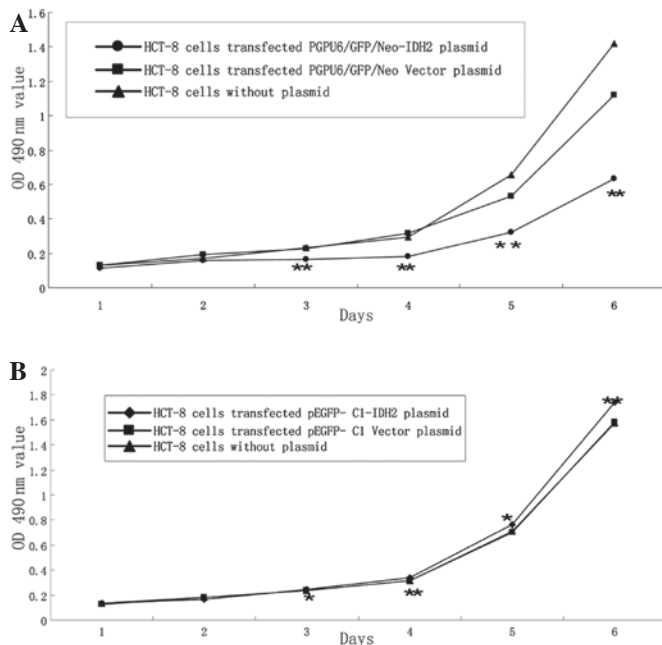 A
1.6
1.4
1.2
1
0.8
0.6
0.4
0.2
0
OD 490 nm value
HCT-8 cells transfected PGPU6/GFP/Neo-IDH2 plasmid
HCT-8 cells transfected PGPU6/GFP/Neo Vector plasmid
HCT-8 cells without plasmid
**
**
**
**
1 2 3 4 5 6
Days
B
2
1.8
1.6
1.4
1.2
1
0.8
0.6
0.4
0.2
0
OD 490 nm value
HCT-8 cells transfected pEGFP- C1-IDH2 plasmid
HCT-8 cells transfected pEGFP- C1 Vector plasmid
HCT-8 cells without plasmid
**
*
*
**
1 2 3 4 5 6
Days